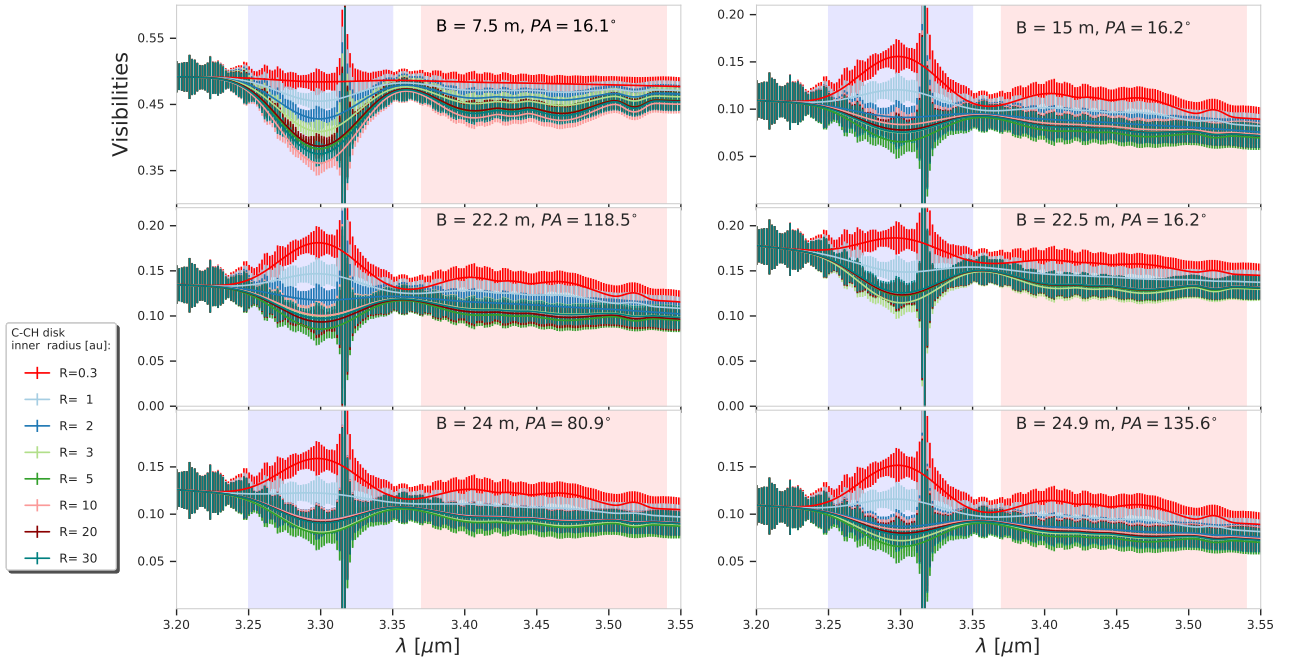 B = 7.5 m, PA = 16.1°
B = 15 m, PA = 16.2°
0.55
0.45
0.35
Visibilities
0.20
0.15
0.10
0.05
B = 22.2 m, PA = 118.5°
B = 22.5 m, PA = 16.2°
0.20
0.15
0.10
0.05
0.00
0.20
0.15
0.10
0.05
0.00
B = 24 m, PA = 80.9°
B = 24.9 m, PA = 135.6°
0.15
0.10
0.05
0.15
0.10
0.05
C-CH disk
inner radius [au]:
R=0.3
R= 1
R= 2
R= 3
R= 5
R= 10
R= 20
R= 30
3.20 3.25 3.30 3.35 3.40 3.45 3.50 3.55
3.20 3.25 3.30 3.35 3.40 3.45 3.50 3.55
λ [μm]
λ [μm]